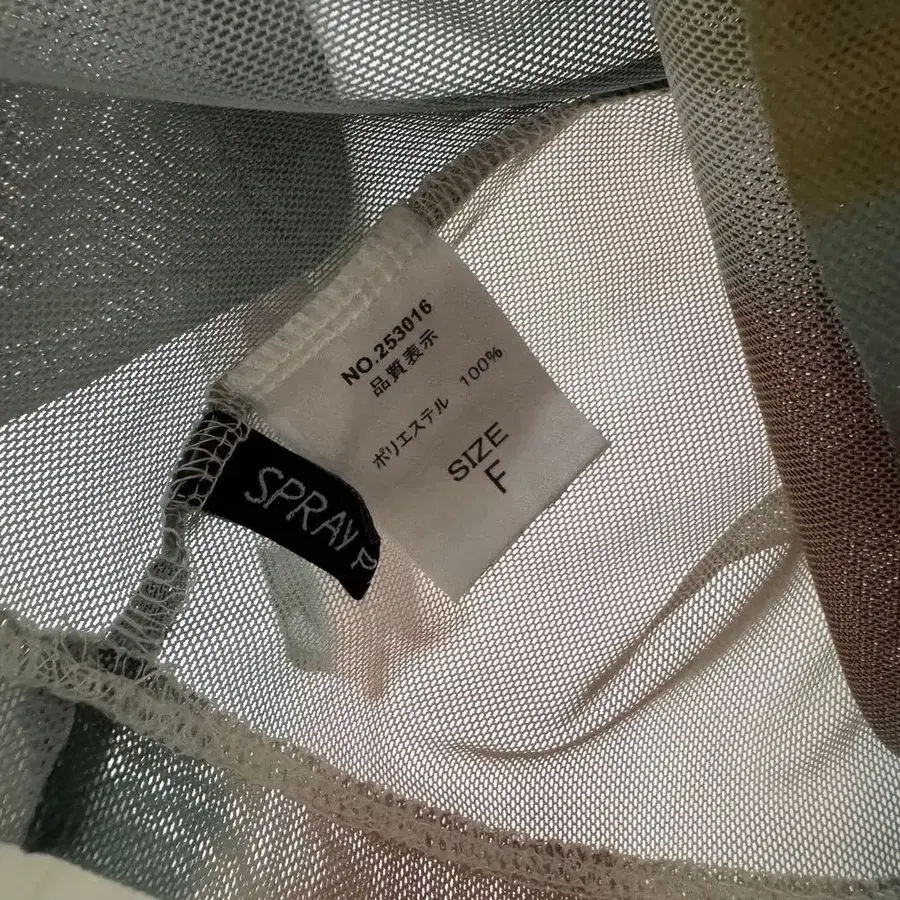 NO.253016
品質表示
ポリエステル 100%
SIZE
F
SPRAY P